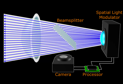 Spatial Light
Modulator
Beamsplitter
Camera
Processor